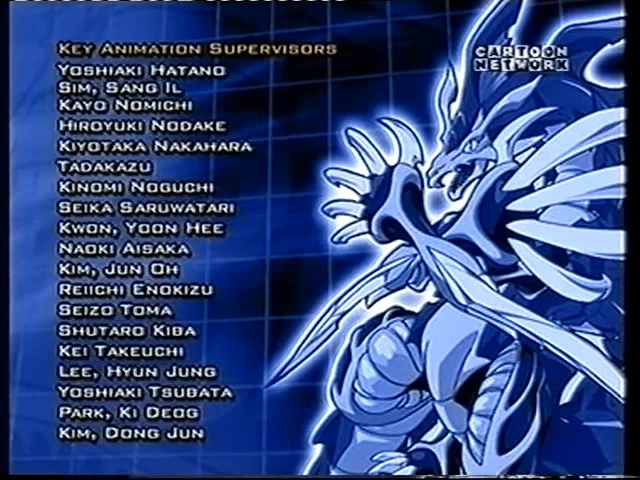 KEY ANIMATION SUPERVISORS
CARTOON
NETWORK
YOSHIAKI HATANO
SIM, SANG IL
KAYO NOMICHI
HIROYUKI NODAKE
KIYOTAKA NAKAHARA
TADAKAZU
KINOMI NOGUCHI
SEIKA SARUWATARI
KWON, YOON HEE
NAOKI AISAKA
KIM, JUN OH
REIICHI ENOKIZU
SEIZO TOMA
SHUTARO KIBA
KEI TAKEUCHI
LEE, HYUN JUNG
YOSHIAKI TSUBATA
PARK, KI DEOG
KIM, DONG JUN